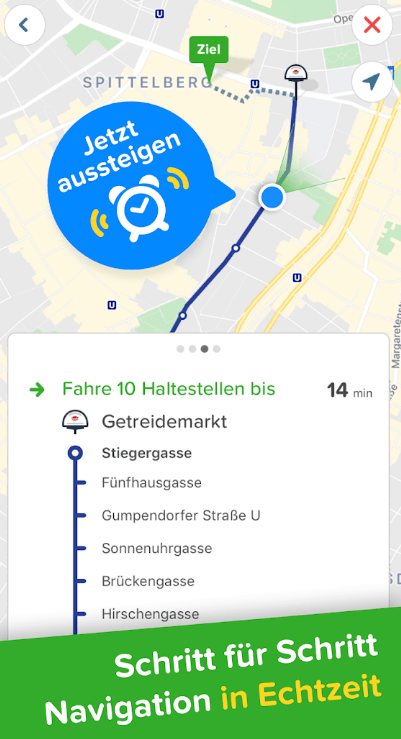 U
Ope
Ziel
U
SPITTELBERG
Jetzt
aussteigen
U
U
Margaretenst
Fahre 10 Haltestellen bis
14 min
Getreidemarkt
Stiegergasse
Fünfhausgasse
Gumpendorfer Straße U
Sonnenuhrgasse
Brückengasse
Hirschengasse
Schritt für Schritt
Navigation in Echtzeit